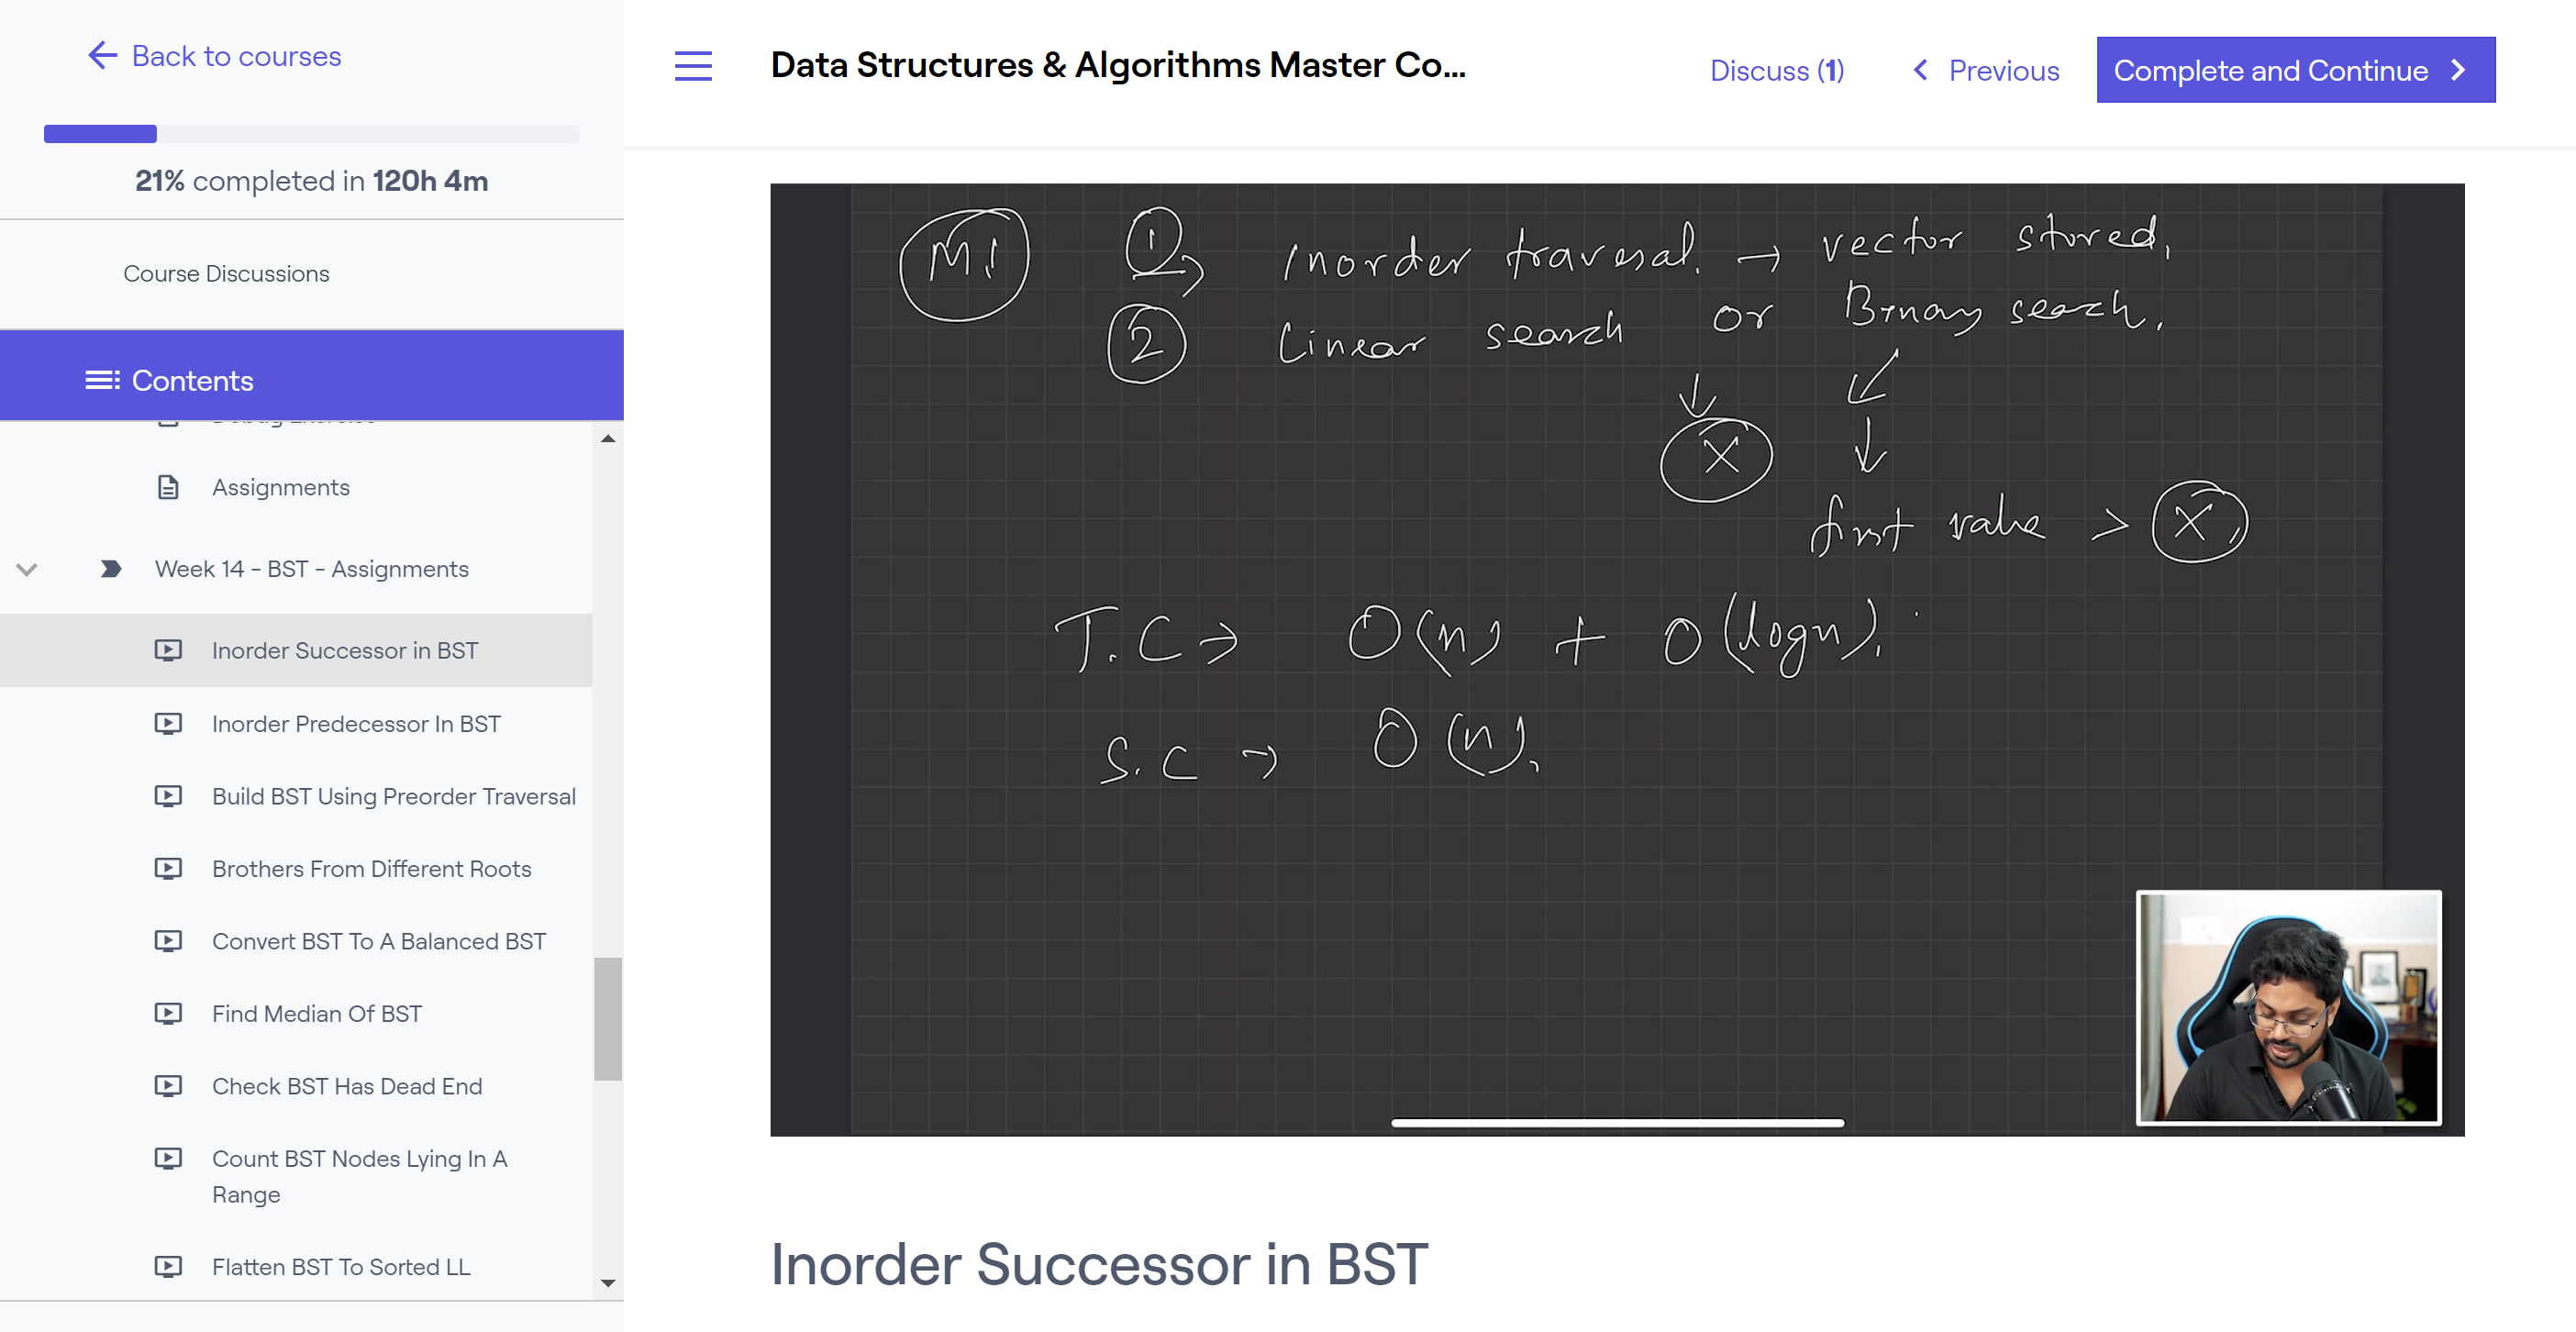 Back to courses
21% completed in 120h 4m
Course Discussions
Contents
Debug Exercise
Assignments
Week 14 - BST - Assignments
Inorder Successor in BST
Inorder Predecessor In BST
Build BST Using Preorder Traversal
Brothers From Different Roots
Convert BST To A Balanced BST
Find Median Of BST
Check BST Has Dead End
Count BST Nodes Lying In A
Range
Flatten BST To Sorted LL
Data Structures & Algorithms Master Co...
Discuss (1)
Previous
Complete and Continue
M1 1 Inorder traversal. → vector stored.
2 Linear search or Binary search.
X
first value > X
T.C → O(n) + O(logn).
S.C → O(n).
Inorder Successor in BST